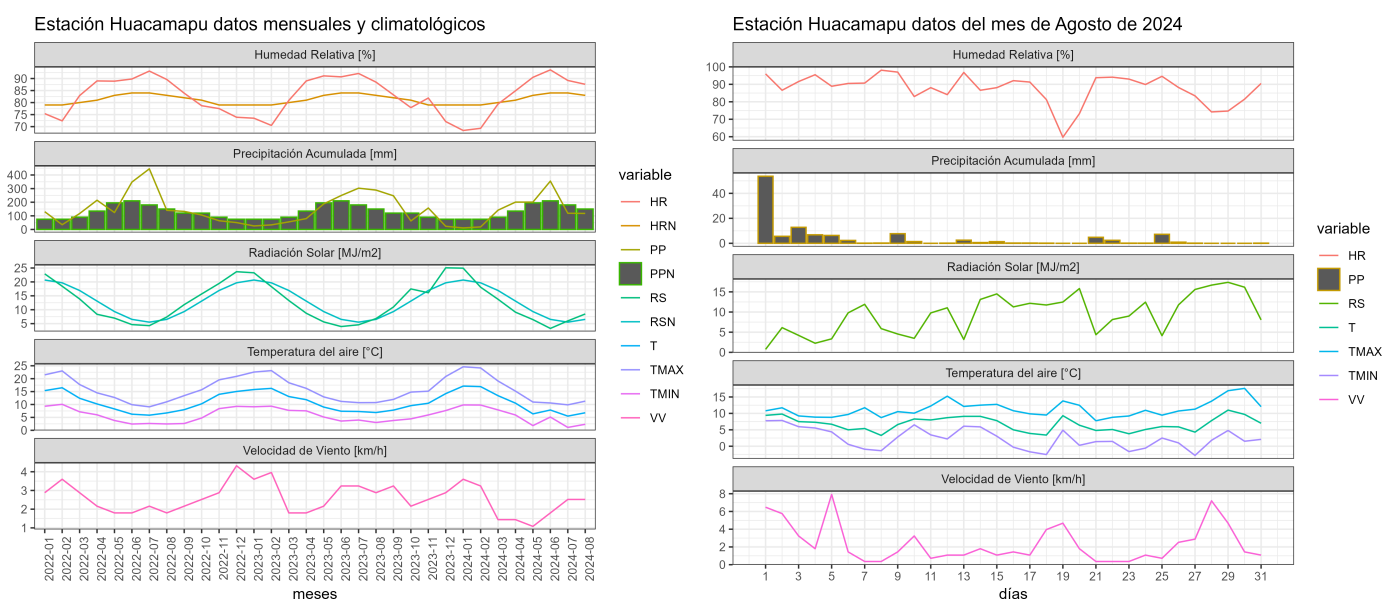 Estación Huacamapu datos mensuales y climatológicos
Humedad Relativa [%]
90
85
80
75
70
Precipitación Acumulada [mm]
400
300
200
100
0
Radiación Solar [MJ/m2]
25
20
15
10
5
Temperatura del aire [°C]
25
20
15
10
5
0
Velocidad de Viento [km/h]
4
3
2
1
2022-01
2022-02
2022-03
2022-04
2022-05
2022-06
2022-07
2022-08
2022-09
2022-10
2022-11
2022-12
2023-01
2023-02
2023-03
2023-04
2023-05
2023-06
2023-07
2023-08
2023-09
2023-10
2023-11
2023-12
2024-01
2024-02
2024-03
2024-04
2024-05
2024-06
2024-07
2024-08
meses
variable
HR
HRN
PP
PPN
RS
RSN
T
TMAX
TMIN
VV
Estación Huacamapu datos del mes de Agosto de 2024
Humedad Relativa [%]
100
90
80
70
60
Precipitación Acumulada [mm]
40
20
0
Radiación Solar [MJ/m2]
15
10
5
0
Temperatura del aire [°C]
15
10
5
0
Velocidad de Viento [km/h]
8
6
4
2
0
1 3 5 7 9 11 13 15 17 19 21 23 25 27 29 31
días
variable
HR
PP
RS
T
TMAX
TMIN
VV